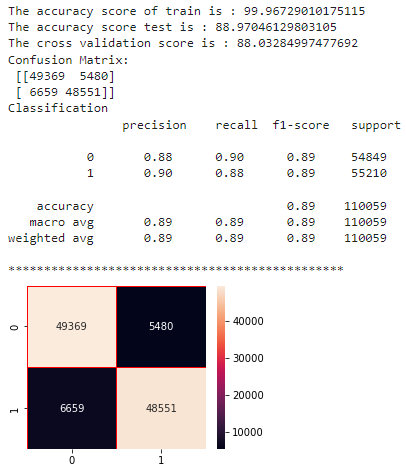 The accuracy score of train is : 99.96729010175115
The accuracy score test is : 88.97046129803105
The cross validation score is : 88.03284997477692
Confusion Matrix:
[[49369 5480]
[ 6659 48551]]
Classification
precision recall f1-score support
0 0.88 0.90 0.89 54849
1 0.90 0.88 0.89 55210
accuracy 0.89 110059
macro avg 0.89 0.89 0.89 110059
weighted avg 0.89 0.89 0.89 110059
***********************************************
0 49369 5480 40000
30000
20000
1 6659 48551 10000
0 1